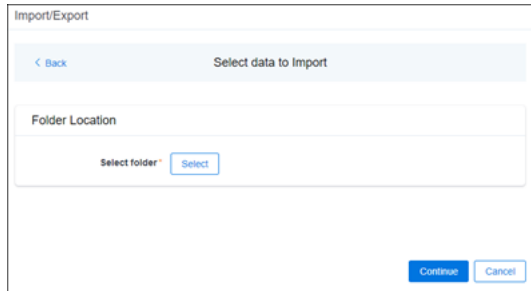 Import/Export
< Back
Select data to Import
Folder Location
Select folder* Select
Continue Cancel